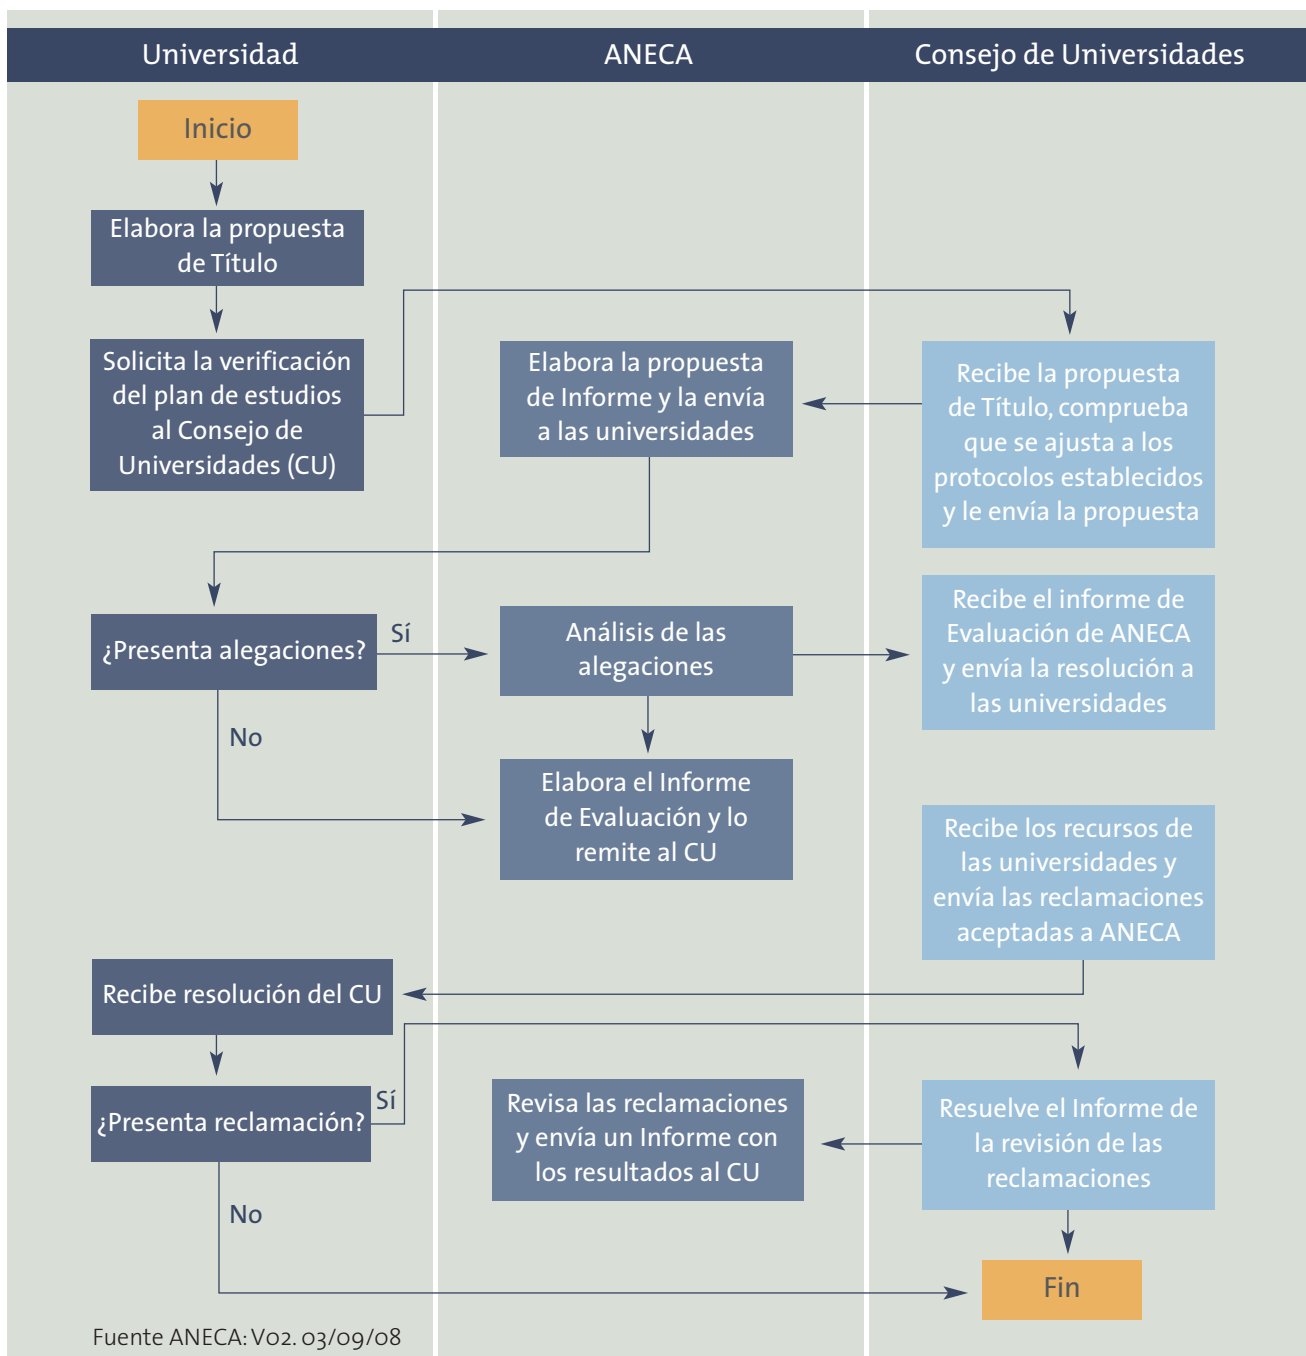 Universidad
ANECA
Consejo de Universidades
Inicio
Elabora la propuesta
de Título
Solicita la verificación
del plan de estudios
al Consejo de
Universidades (CU)
Elabora la propuesta
de Informe y la envía
a las universidades
Recibe la propuesta
de Título, comprueba
que se ajusta a los
protocolos establecidos
y le envía la propuesta
¿Presenta alegaciones?
Sí
No
Análisis de las
alegaciones
Recibe el informe de
Evaluación de ANECA
y envía la resolución a
las universidades
Elabora el Informe
de Evaluación y lo
remite al CU
Recibe los recursos de
las universidades y
envía las reclamaciones
aceptadas a ANECA
Recibe resolución del CU
¿Presenta reclamación?
Sí
No
Revisa las reclamaciones
y envía un Informe con
los resultados al CU
Resuelve el Informe de
la revisión de las
reclamaciones
Fin
Fuente ANECA: V02. 03/09/08